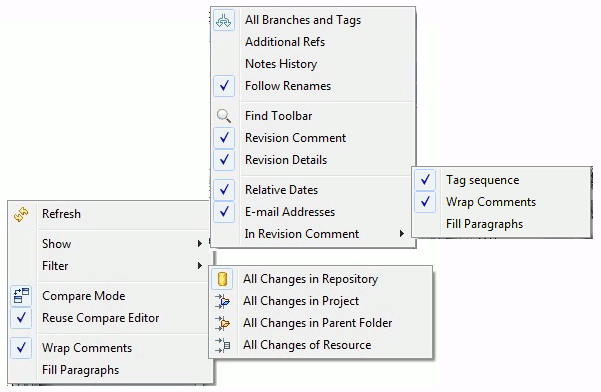 All Branches and Tags
Additional Refs
Notes History
Follow Renames
Find Toolbar
Revision Comment
Revision Details
Relative Dates
E-mail Addresses
In Revision Comment
Tag sequence
Wrap Comments
Fill Paragraphs
Refresh
Show
Filter
Compare Mode
Reuse Compare Editor
Wrap Comments
Fill Paragraphs
All Changes in Repository
All Changes in Project
All Changes in Parent Folder
All Changes of Resource